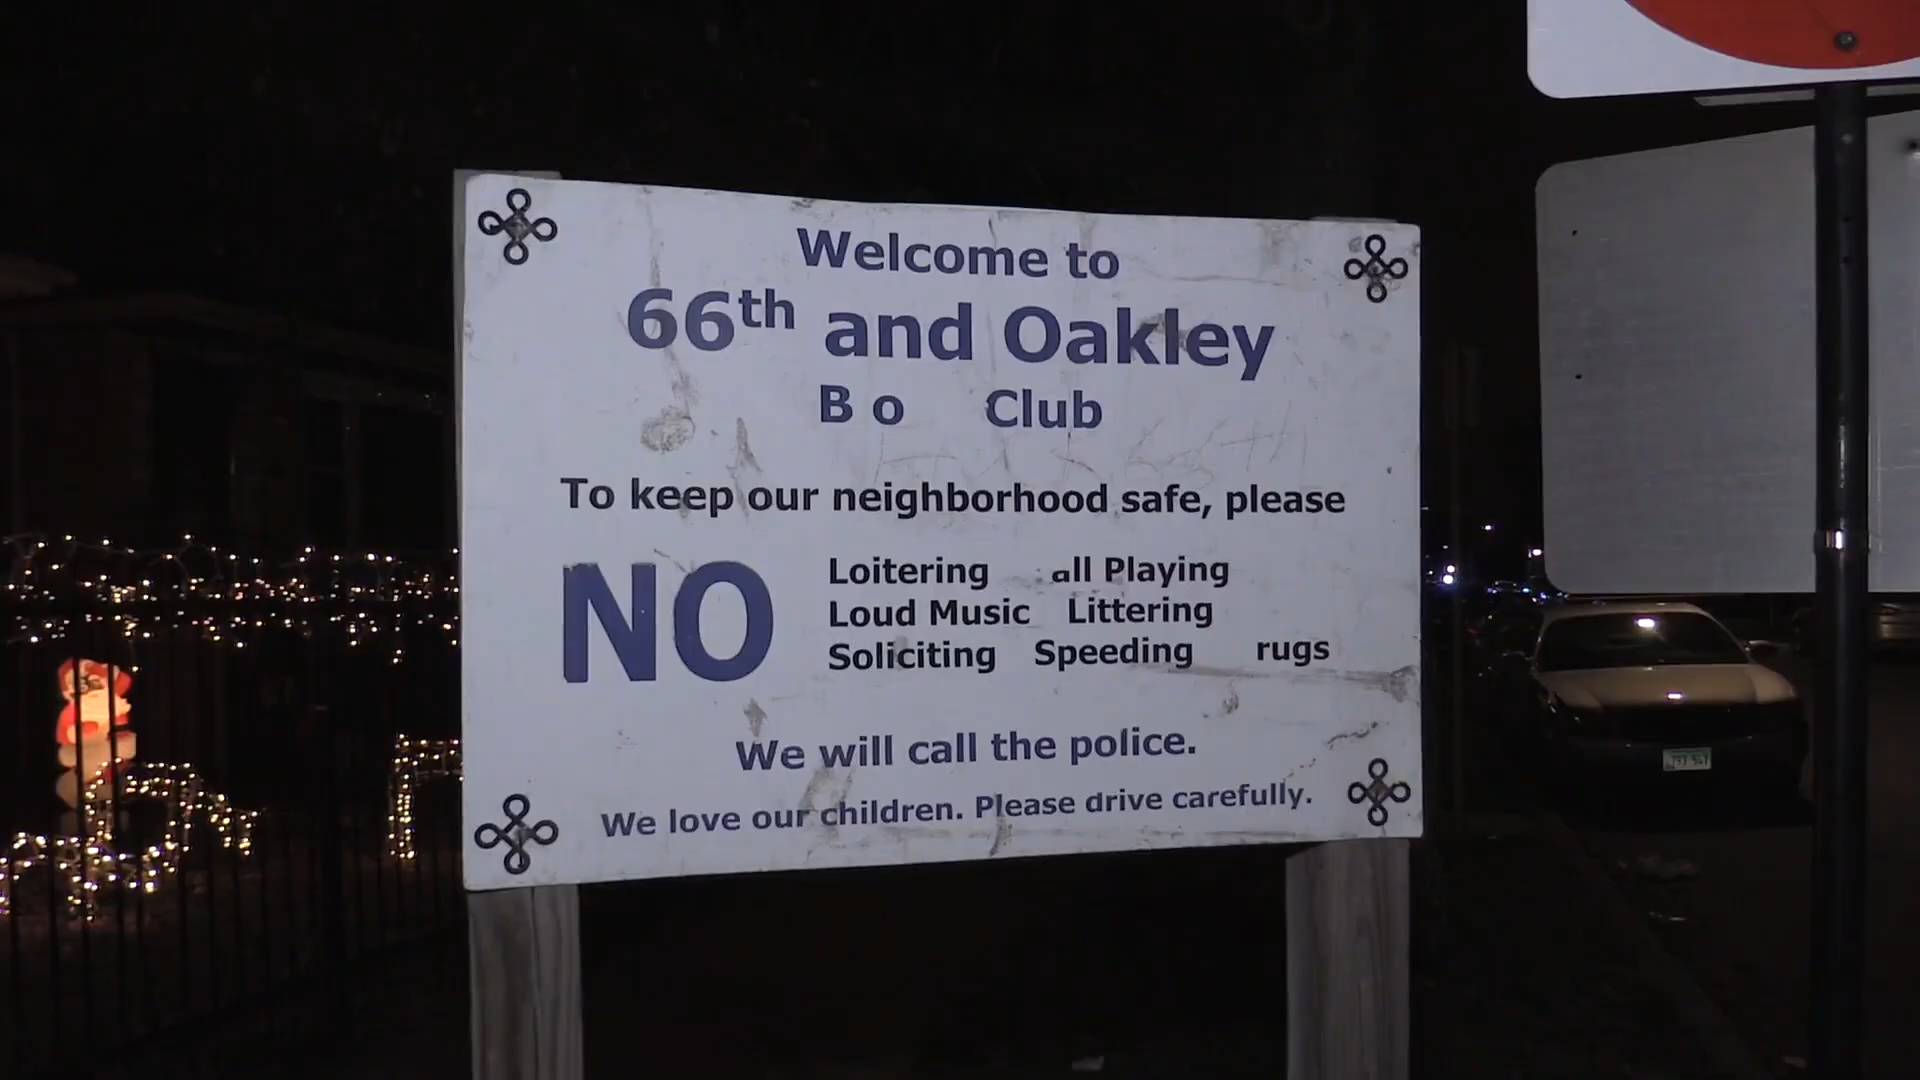 Welcome to
66th and Oakley
B o Club
To keep our neighborhood safe, please
NO
Loitering all Playing
Loud Music Littering
Soliciting Speeding rugs
We will call the police.
We love our children. Please drive carefully.